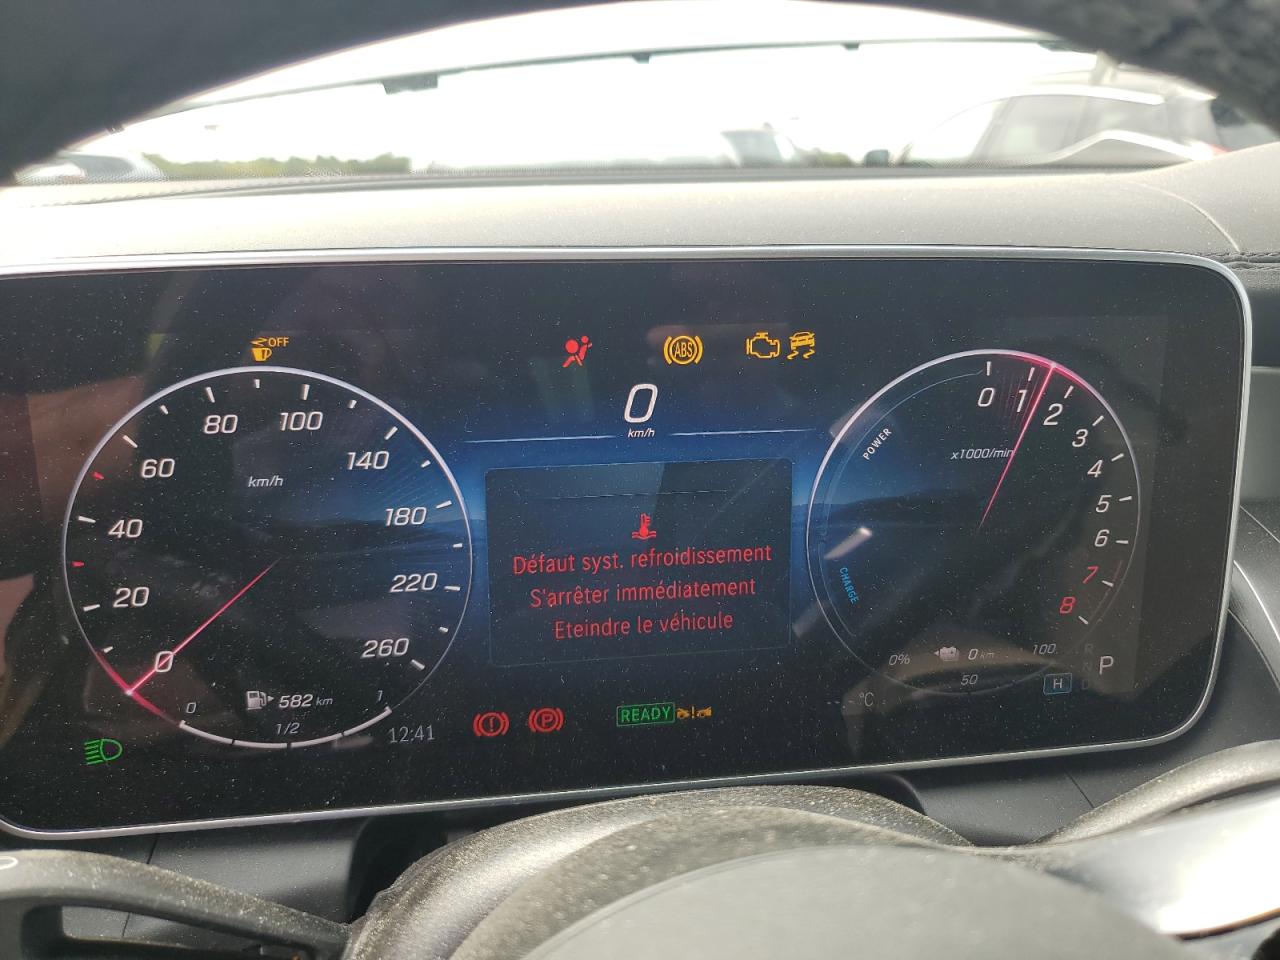 OFF
ABS
0
km/h
0 20 40 60 80 100 140 180 220 260
km/h
582 km
0 1/2 1
12:41
Défaut syst. refroidissement
S'arrêter immédiatement
Eteindre le véhicule
P
READY
POWER
CHARGE
0 1 2 3 4 5 6 7 8
x1000/min
0% 50 100
0 km
°C
H
R
N
D
P